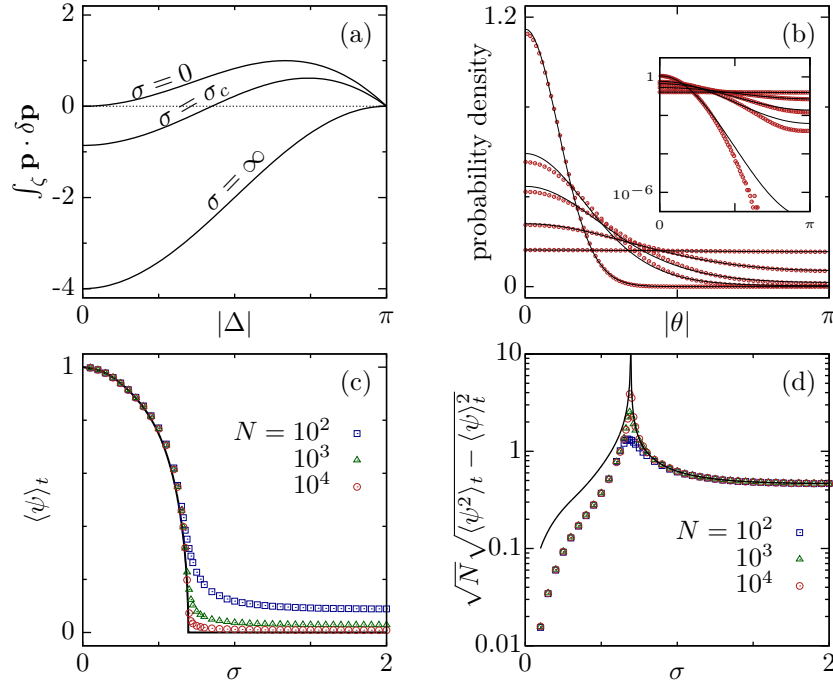 (a)
2
0
-2
-4
∫ζ p · δp
σ = 0
σ = σc
σ = ∞
0
|Δ|
π
(b)
1.2
0
probability density
1
10⁻⁶
0
π
0
|θ|
π
(c)
1
0
⟨ψ⟩t
N = 10²
10³
10⁴
0
σ
2
(d)
10
1
0.1
0.01
√N√⟨ψ²⟩t − ⟨ψ⟩²t
N = 10²
10³
10⁴
0
σ
2